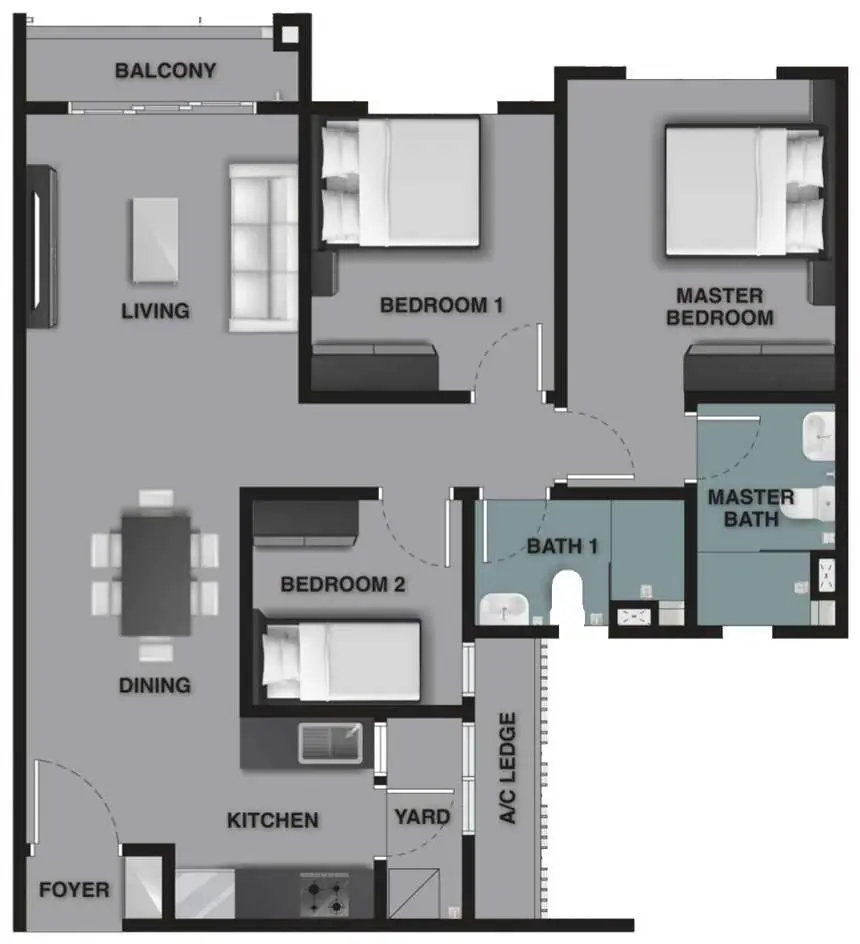 BALCONY
LIVING
BEDROOM 1
MASTER
BEDROOM
MASTER
BATH
BATH 1
BEDROOM 2
DINING
A/C LEDGE
KITCHEN
YARD
FOYER